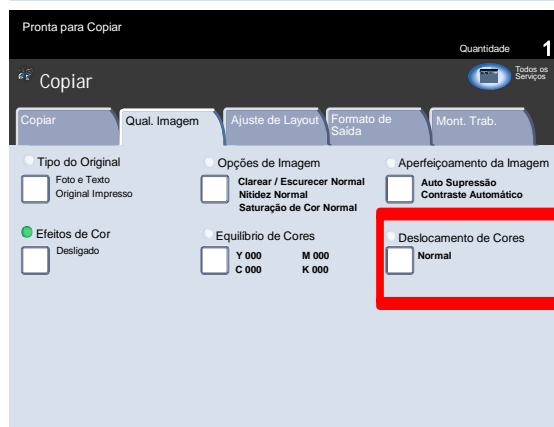 Pronta para Copiar
Quantidade 1
Copiar
Todos os
Serviços
Copiar
Qual. Imagem
Ajuste de Layout
Formato de
Saída
Mont. Trab.
Tipo do Original
Foto e Texto
Original Impresso
Opções de Imagem
Clarear / Escurecer Normal
Nitidez Normal
Saturação de Cor Normal
Aperfeiçoamento da Imagem
Auto Supressão
Contraste Automático
Efeitos de Cor
Desligado
Equilíbrio de Cores
Y 000 M 000
C 000 K 000
Deslocamento de Cores
Normal